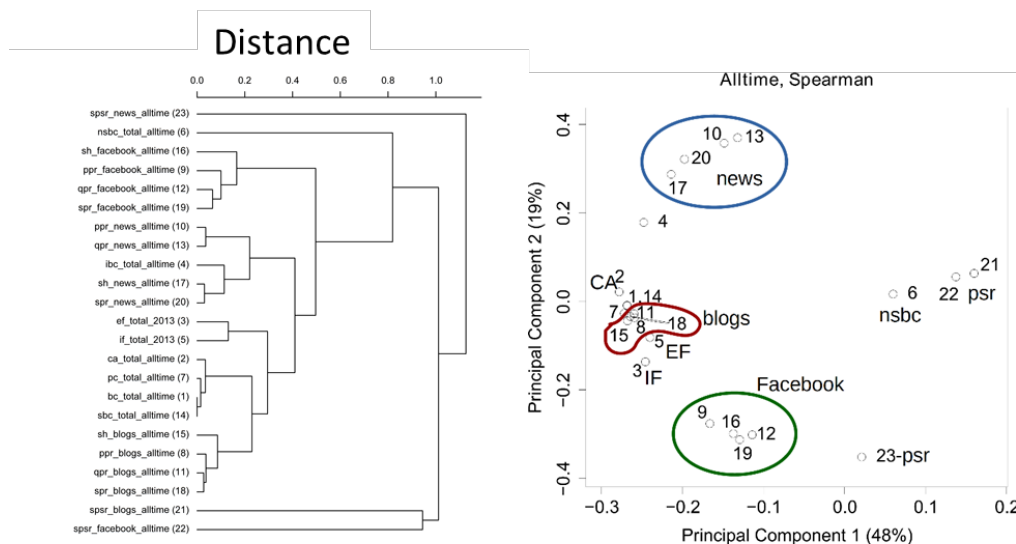 Distance
0.0 0.2 0.4 0.6 0.8 1.0
spsr_news_alltime (23)
nsbc_total_alltime (6)
sh_facebook_alltime (16)
ppr_facebook_alltime (9)
qpr_facebook_alltime (12)
spr_facebook_alltime (19)
ppr_news_alltime (10)
qpr_news_alltime (13)
ibc_total_alltime (4)
sh_news_alltime (17)
spr_news_alltime (20)
ef_total_2013 (3)
if_total_2013 (5)
ca_total_alltime (2)
pc_total_alltime (7)
bc_total_alltime (1)
sbc_total_alltime (14)
sh_blogs_alltime (15)
ppr_blogs_alltime (8)
qpr_blogs_alltime (11)
spr_blogs_alltime (18)
spsr_blogs_alltime (21)
spsr_facebook_alltime (22)
Alltime, Spearman
Principal Component 2 (19%)
0.4
0.2
0.0
−0.2
−0.4
10 13
20
17 news
4
21
22 psr
6
nsbc
CA 2
1,14
7 11
18 blogs
15 8
5
EF
3 IF
Facebook
9 16
12
19
23-psr
−0.3 −0.2 −0.1 0.0 0.1 0.2
Principal Component 1 (48%)